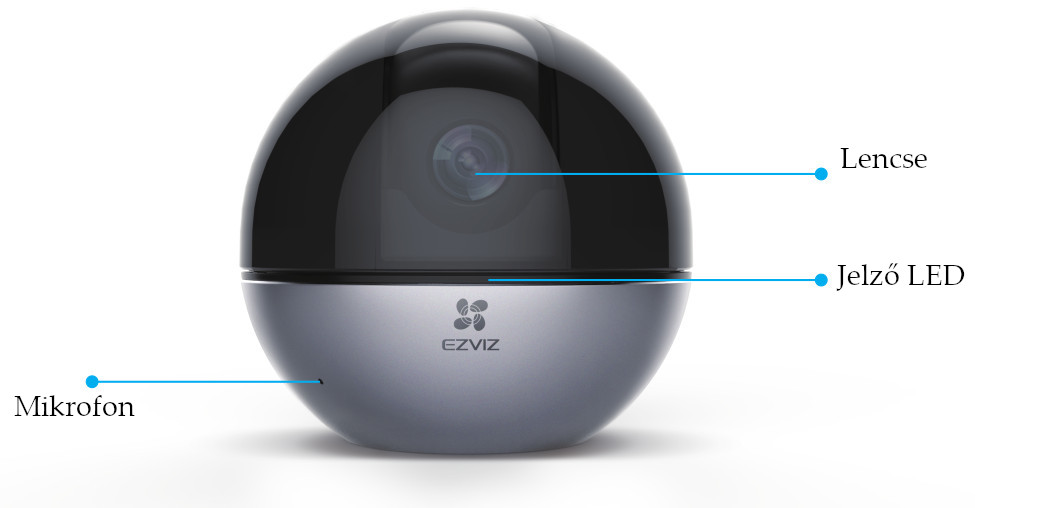 Lencse
Jelző LED
EZVIZ
Mikrofon